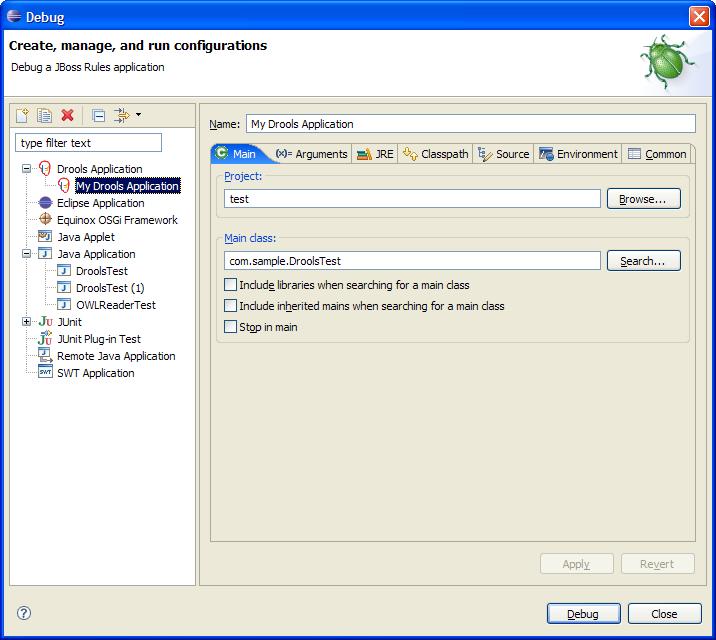 Debug
Create, manage, and run configurations
Debug a JBoss Rules application
type filter text
Drools Application
My Drools Application
Eclipse Application
Equinox OSGi Framework
Java Applet
Java Application
DroolsTest
DroolsTest (1)
OWLReaderTest
JUnit
JUnit Plug-in Test
Remote Java Application
SWT Application
Name: My Drools Application
Main (x)= Arguments JRE Classpath Source Environment Common
Project:
test Browse...
Main class:
com.sample.DroolsTest Search...
Include libraries when searching for a main class
Include inherited mains when searching for a main class
Stop in main
Apply Revert
? Debug Close